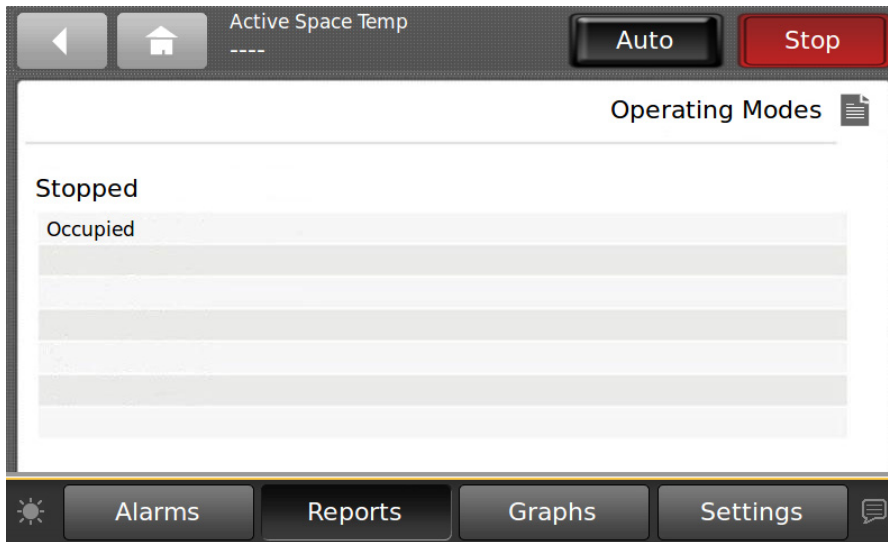 Active Space Temp
----
Auto
Stop
Operating Modes
Stopped
Occupied
Alarms
Reports
Graphs
Settings